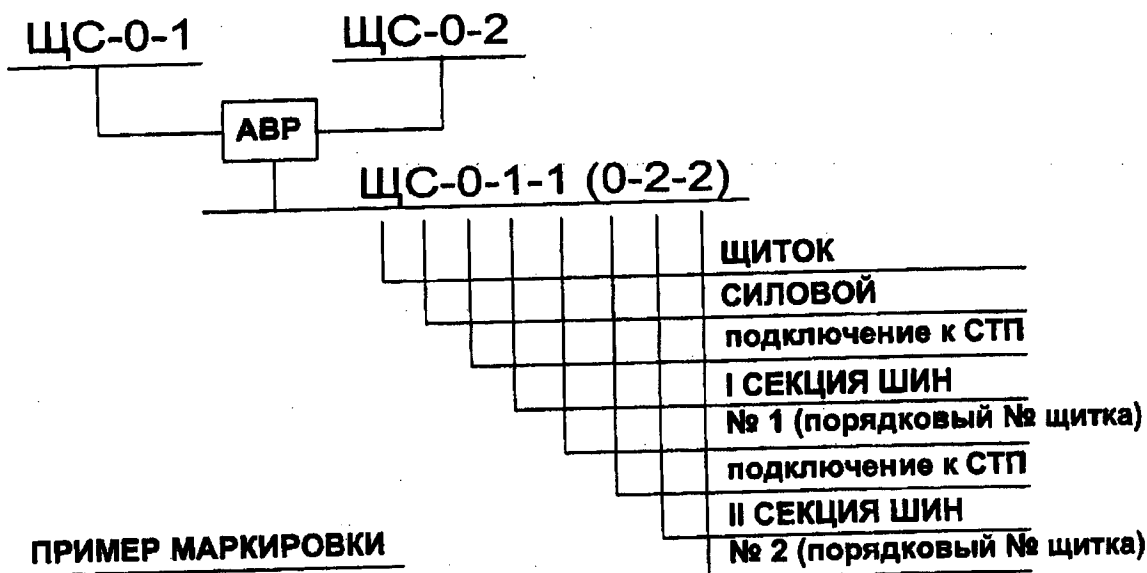 ЩС-0-1 ЩС-0-2
АВР
ЩС-0-1-1 (0-2-2)
ЩИТОК
СИЛОВОЙ
подключение к СТП
I СЕКЦИЯ ШИН
№ 1 (порядковый № щитка)
подключение к СТП
II СЕКЦИЯ ШИН
ПРИМЕР МАРКИРОВКИ
№ 2 (порядковый № щитка)